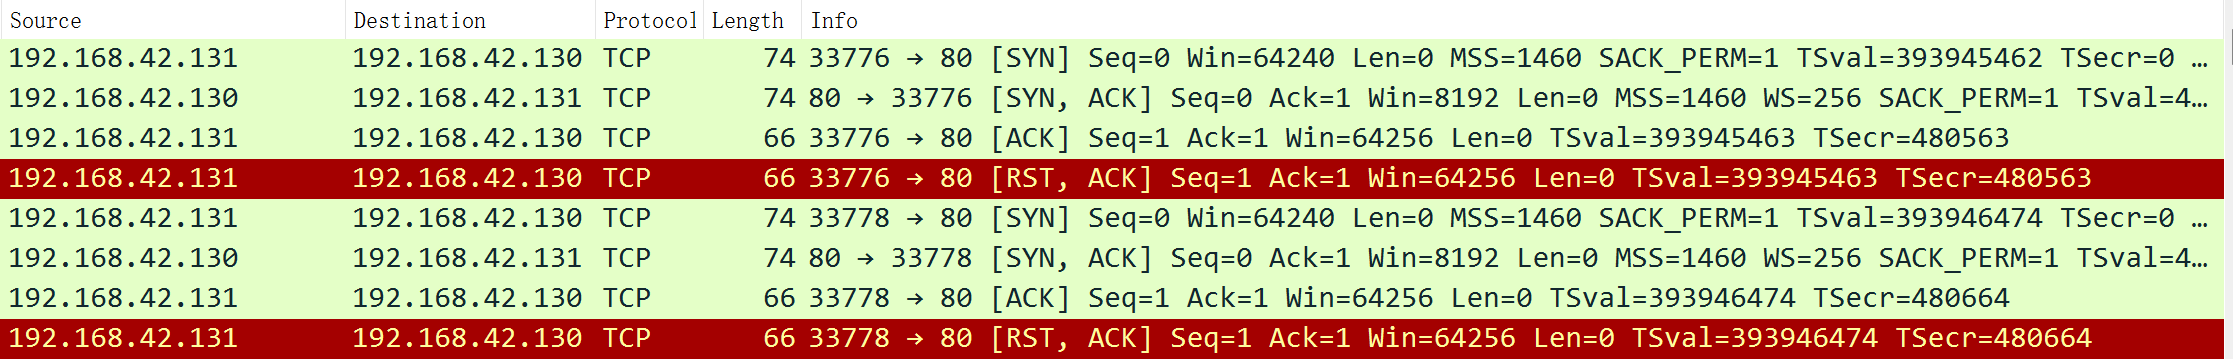 Source Destination Protocol Length Info
192.168.42.131 192.168.42.130 TCP 74 33776 → 80 [SYN] Seq=0 Win=64240 Len=0 MSS=1460 SACK_PERM=1 TSval=393945462 TSecr=0 …
192.168.42.130 192.168.42.131 TCP 74 80 → 33776 [SYN, ACK] Seq=0 Ack=1 Win=8192 Len=0 MSS=1460 WS=256 SACK_PERM=1 TSval=4…
192.168.42.131 192.168.42.130 TCP 66 33776 → 80 [ACK] Seq=1 Ack=1 Win=64256 Len=0 TSval=393945463 TSecr=480563
192.168.42.131 192.168.42.130 TCP 66 33776 → 80 [RST, ACK] Seq=1 Ack=1 Win=64256 Len=0 TSval=393945463 TSecr=480563
192.168.42.131 192.168.42.130 TCP 74 33778 → 80 [SYN] Seq=0 Win=64240 Len=0 MSS=1460 SACK_PERM=1 TSval=393946474 TSecr=0 …
192.168.42.130 192.168.42.131 TCP 74 80 → 33778 [SYN, ACK] Seq=0 Ack=1 Win=8192 Len=0 MSS=1460 WS=256 SACK_PERM=1 TSval=4…
192.168.42.131 192.168.42.130 TCP 66 33778 → 80 [ACK] Seq=1 Ack=1 Win=64256 Len=0 TSval=393946474 TSecr=480664
192.168.42.131 192.168.42.130 TCP 66 33778 → 80 [RST, ACK] Seq=1 Ack=1 Win=64256 Len=0 TSval=393946474 TSecr=480664